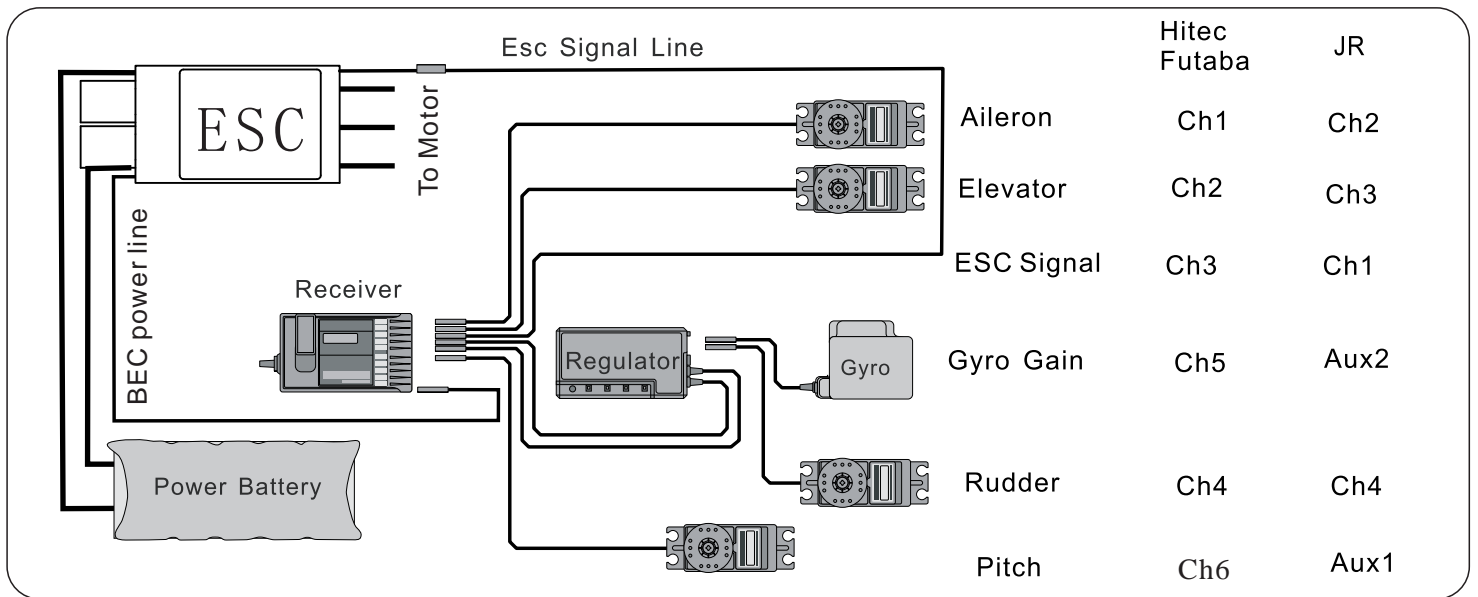 Esc Signal Line
Hitec
Futaba
JR
ESC
To Motor
Aileron
Ch1
Ch2
Elevator
Ch2
Ch3
BEC power line
ESC Signal
Ch3
Ch1
Receiver
Regulator
Gyro
Gyro Gain
Ch5
Aux2
Power Battery
Rudder
Ch4
Ch4
Pitch
Ch6
Aux1